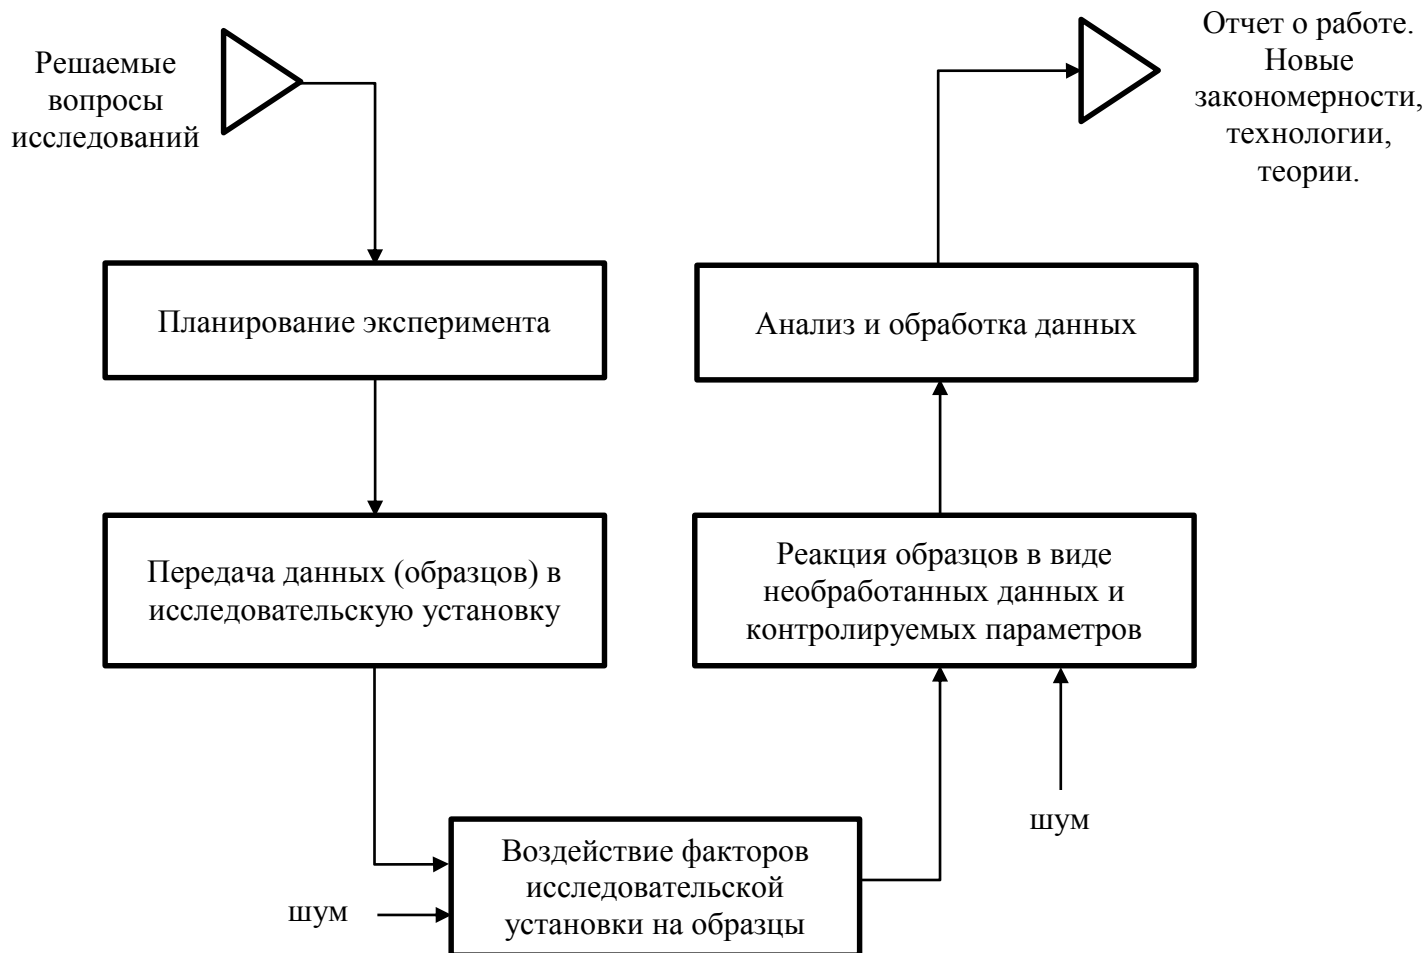 Решаемые
вопросы
исследований
Отчет о работе.
Новые
закономерности,
технологии,
теории.
Планирование эксперимента
Анализ и обработка данных
Передача данных (образцов) в
исследовательскую установку
Реакция образцов в виде
необработанных данных и
контролируемых параметров
шум
Воздействие факторов
исследовательской
установки на образцы
шум